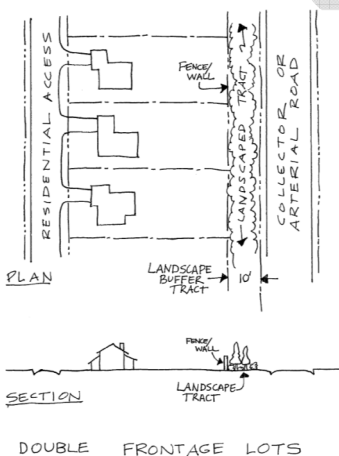 RESIDENTIAL ACCESS
FENCE/
WALL
LANDSCAPED TRACT
COLLECTOR OR
ARTERIAL ROAD
PLAN
LANDSCAPE
BUFFER
TRACT
10'
FENCE/
WALL
SECTION
LANDSCAPE
TRACT
DOUBLE FRONTAGE LOTS